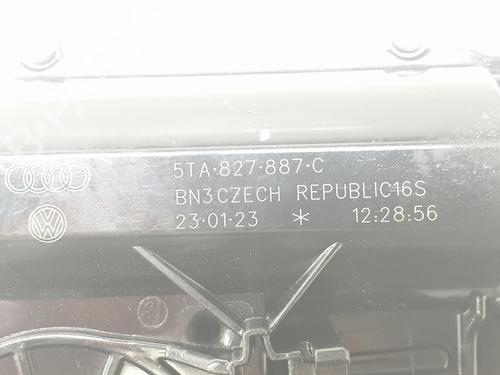 5TA·827·887·C
BN3CZECH REPUBLIC16S
23·01·23 * 12:28:56